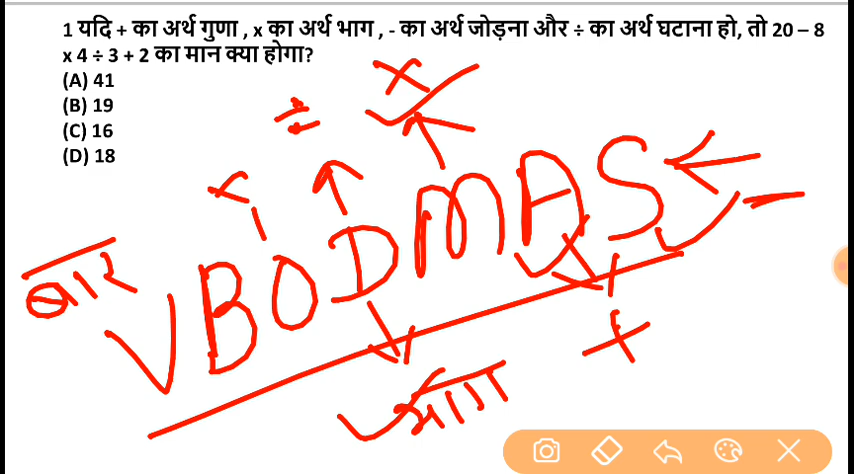 1 यदि + का अर्थ गुणा , x का अर्थ भाग , - का अर्थ जोड़ना और ÷ का अर्थ घटाना हो, तो 20 – 8
x 4 ÷ 3 + 2 का मान क्या होगा?
(A) 41
(B) 19
(C) 16
(D) 18
×
÷
×
VBODMAS
–
बार
+
भाग